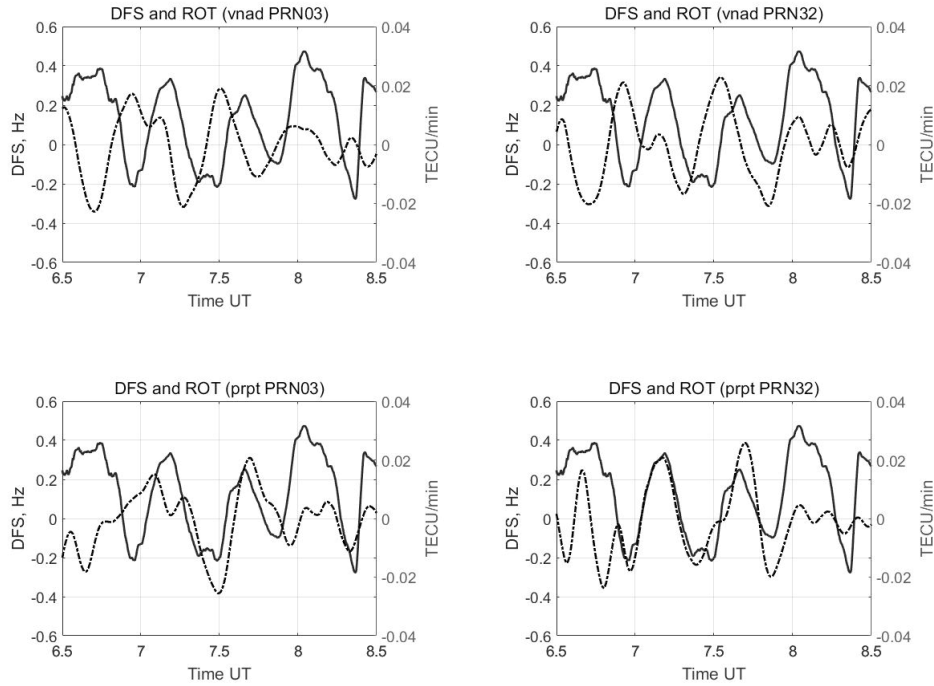 DFS and ROT (vnad PRN03)
0.6
0.4
0.2
0
-0.2
-0.4
-0.6
DFS, Hz
0.04
0.02
0
-0.02
-0.04
TECU/min
6.5 7 7.5 8 8.5
Time UT
DFS and ROT (vnad PRN32)
0.6
0.4
0.2
0
-0.2
-0.4
-0.6
DFS, Hz
0.04
0.02
0
-0.02
-0.04
TECU/min
6.5 7 7.5 8 8.5
Time UT
DFS and ROT (prpt PRN03)
0.6
0.4
0.2
0
-0.2
-0.4
-0.6
DFS, Hz
0.04
0.02
0
-0.02
-0.04
TECU/min
6.5 7 7.5 8 8.5
Time UT
DFS and ROT (prpt PRN32)
0.6
0.4
0.2
0
-0.2
-0.4
-0.6
DFS, Hz
0.04
0.02
0
-0.02
-0.04
TECU/min
6.5 7 7.5 8 8.5
Time UT